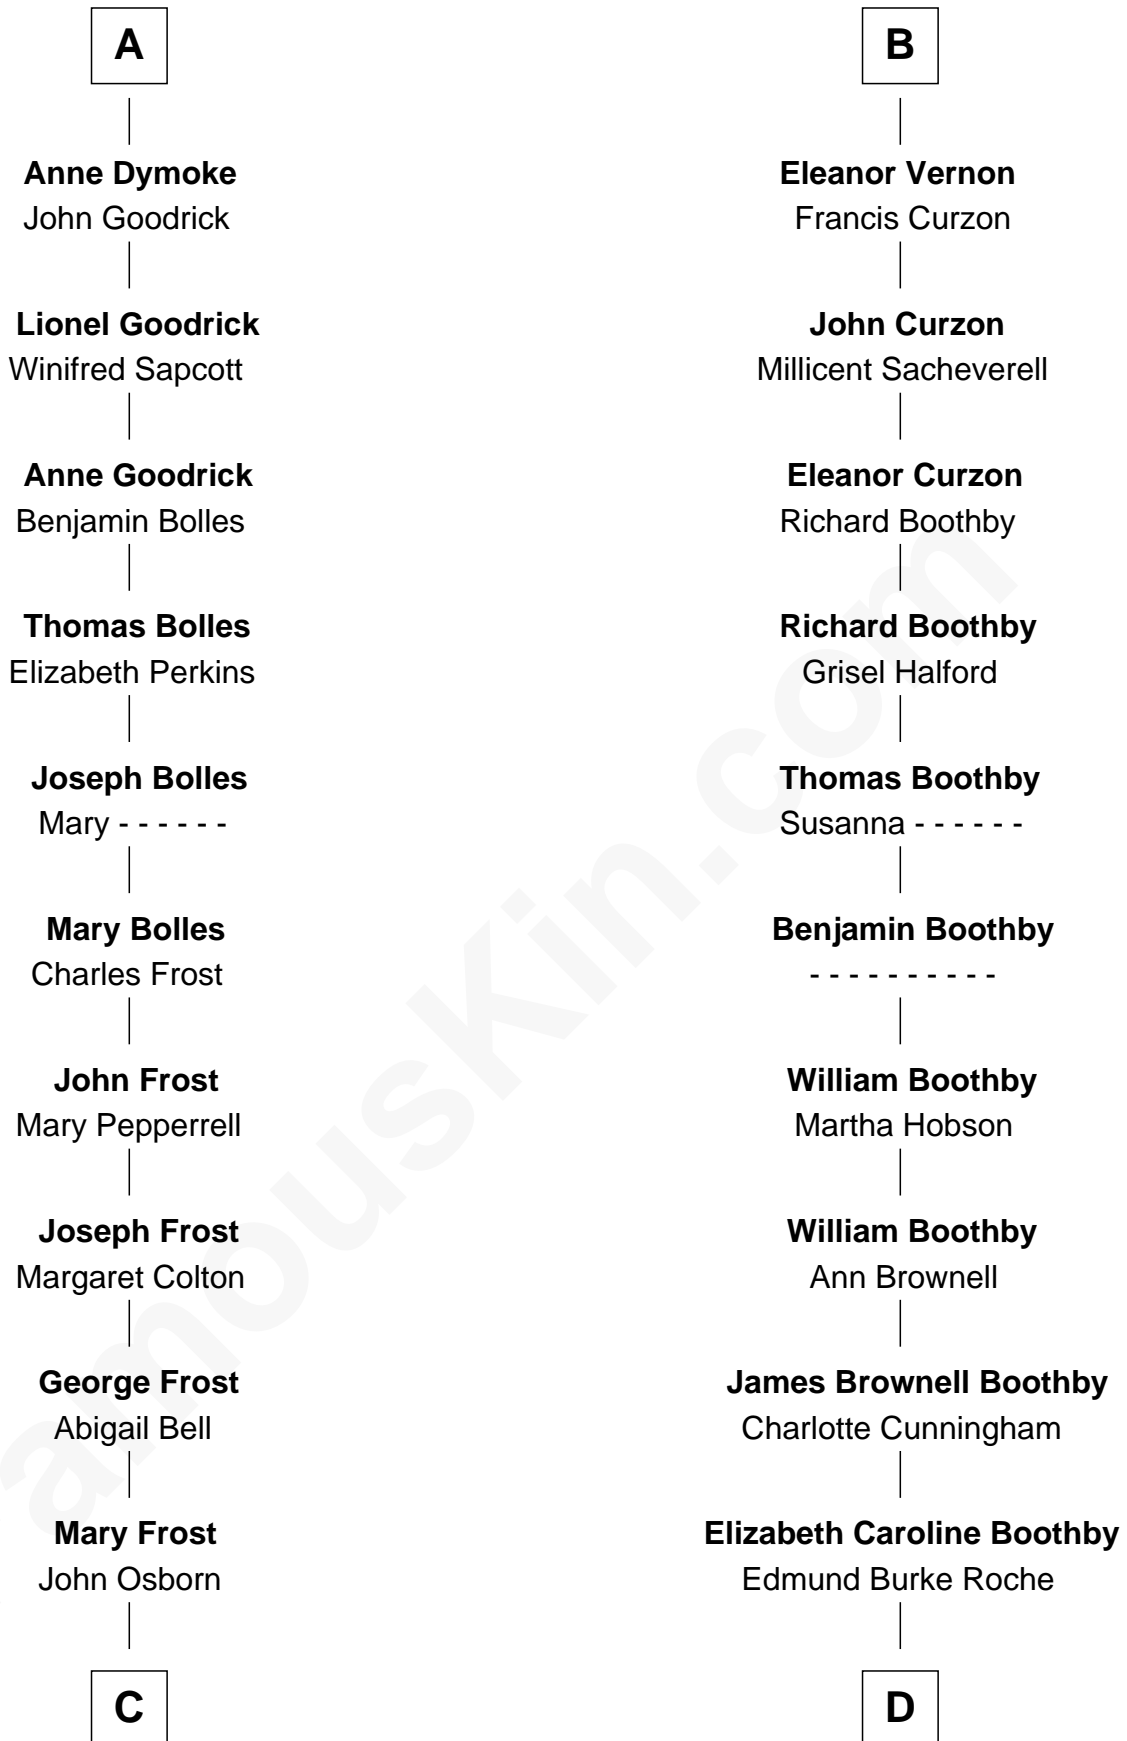 A
Anne Dymoke
John Goodrick
Lionel Goodrick
Winifred Sapcott
Anne Goodrick
Benjamin Bolles
Thomas Bolles
Elizabeth Perkins
Joseph Bolles
Mary - - - - - -
Mary Bolles
Charles Frost
John Frost
Mary Pepperrell
Joseph Frost
Margaret Colton
George Frost
Abigail Bell
Mary Frost
John Osborn
C
B
Eleanor Vernon
Francis Curzon
John Curzon
Millicent Sacheverell
Eleanor Curzon
Richard Boothby
Richard Boothby
Grisel Halford
Thomas Boothby
Susanna - - - - - -
Benjamin Boothby
- - - - - - - - - -
William Boothby
Martha Hobson
William Boothby
Ann Brownell
James Brownell Boothby
Charlotte Cunningham
Elizabeth Caroline Boothby
Edmund Burke Roche
D
amousKin.com